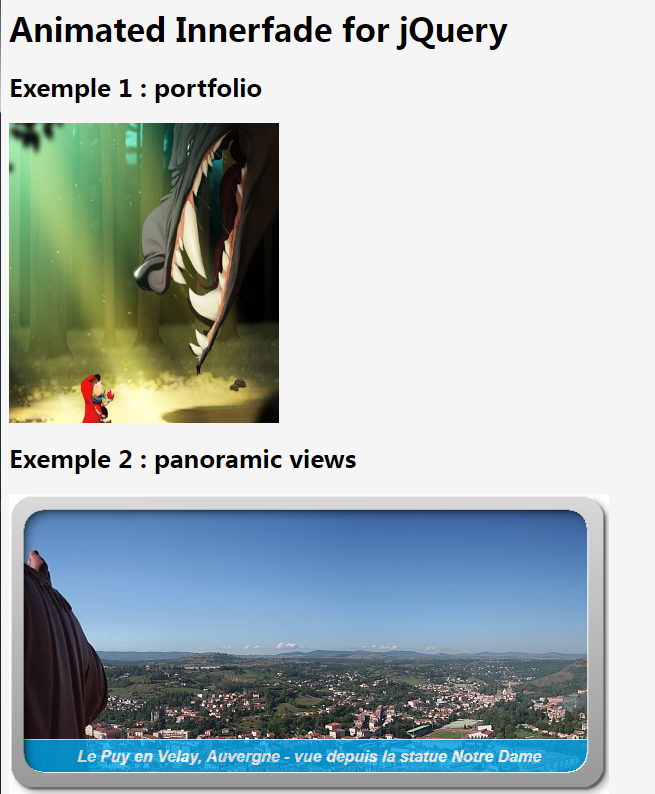 Animated Innerfade for jQuery
Exemple 1 : portfolio
Exemple 2 : panoramic views
Le Puy en Velay, Auvergne - vue depuis la statue Notre Dame